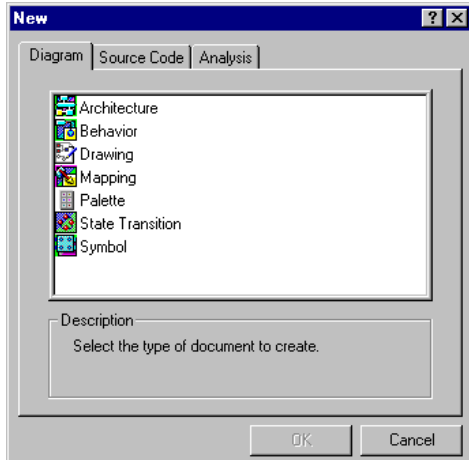 New
Diagram Source Code Analysis
Architecture
Behavior
Drawing
Mapping
Palette
State Transition
Symbol
Description
Select the type of document to create.
OK Cancel